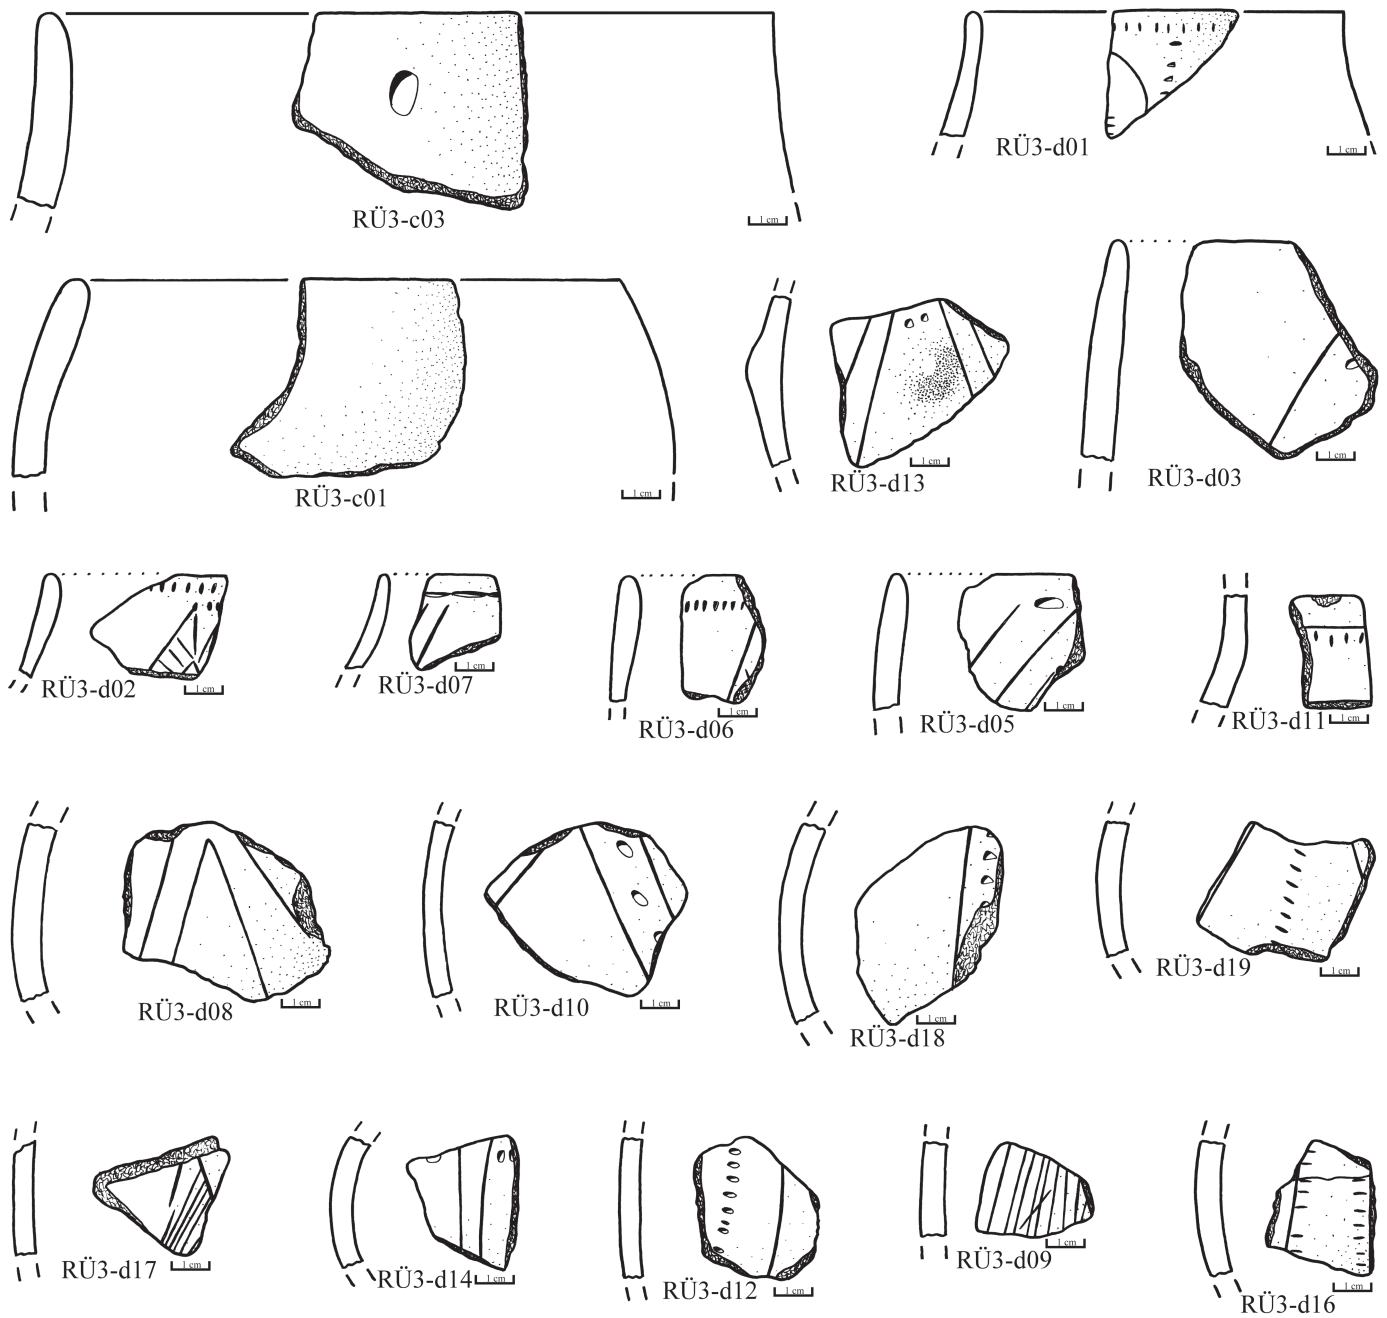 RÜ3-c03
1 cm
RÜ3-d01
1 cm
RÜ3-c01
1 cm
RÜ3-d13
1 cm
RÜ3-d03
1 cm
RÜ3-d02
1 cm
RÜ3-d07
1 cm
RÜ3-d06
1 cm
RÜ3-d05
1 cm
RÜ3-d11
1 cm
RÜ3-d08
1 cm
RÜ3-d10
1 cm
RÜ3-d18
1 cm
RÜ3-d19
1 cm
RÜ3-d17
1 cm
RÜ3-d14
1 cm
RÜ3-d12
1 cm
RÜ3-d09
1 cm
RÜ3-d16
1 cm